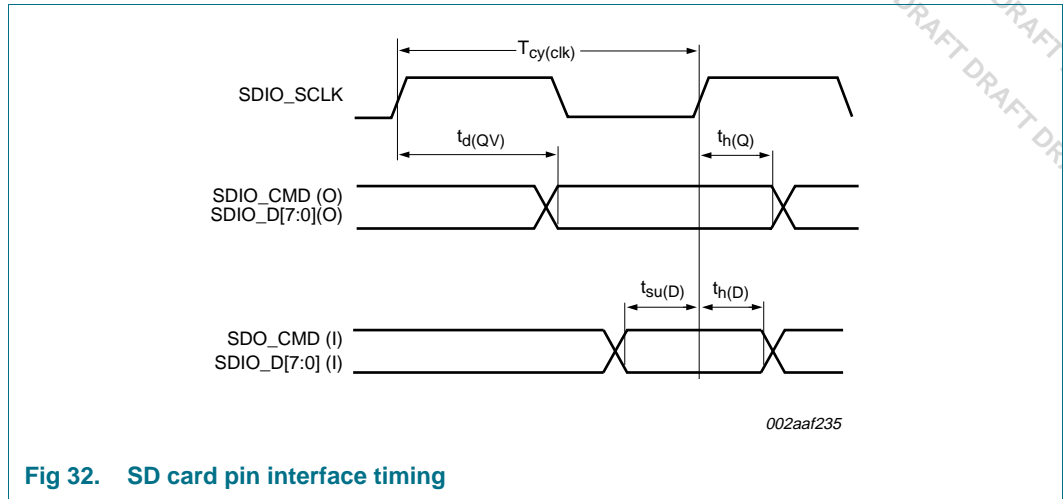 DRAFT
DRAFT DRAFT DR
Tcy(clk)
SDIO_SCLK
td(QV)
th(Q)
SDIO_CMD (O)
SDIO_D[7:0](O)
tsu(D)
th(D)
SDO_CMD (I)
SDIO_D[7:0] (I)
002aaf235
Fig 32. SD card pin interface timing